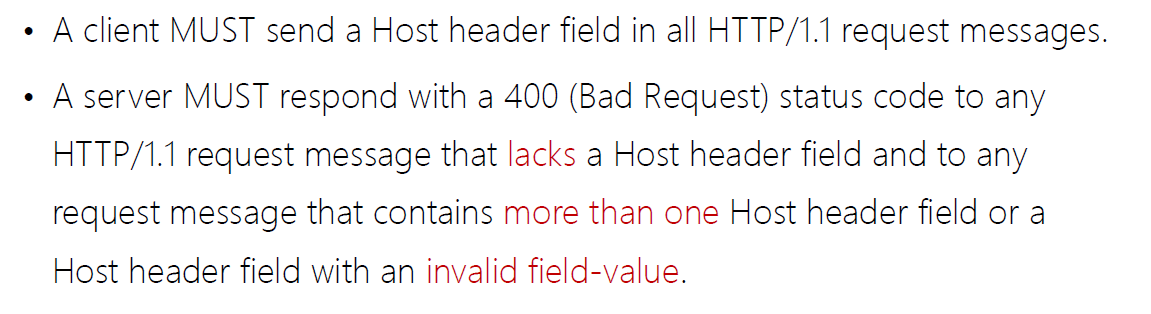 • A client MUST send a Host header field in all HTTP/1.1 request messages.
• A server MUST respond with a 400 (Bad Request) status code to any
HTTP/1.1 request message that lacks a Host header field and to any
request message that contains more than one Host header field or a
Host header field with an invalid field-value.